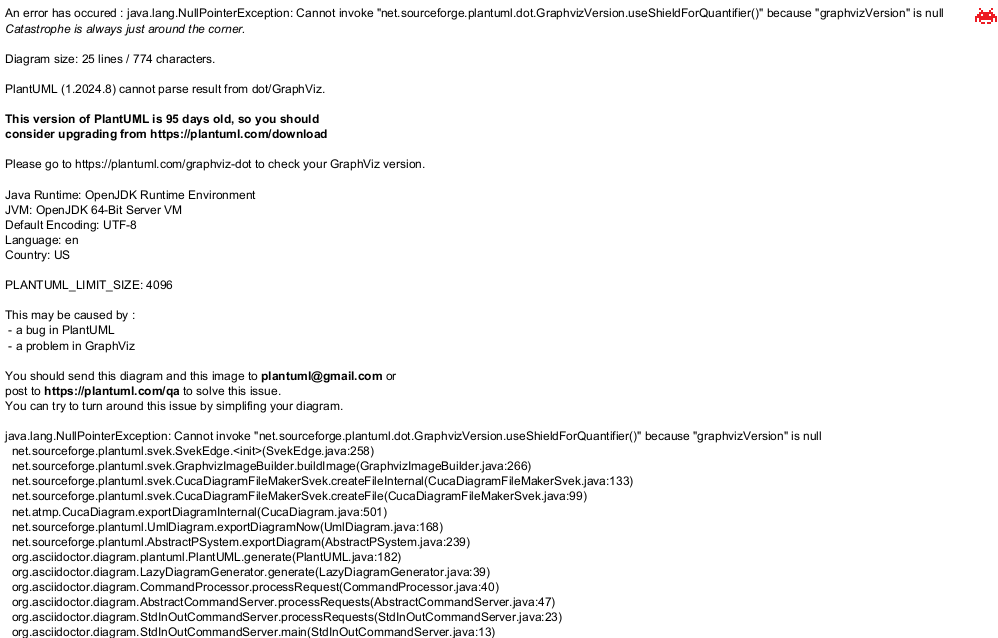 An error has occured : java.lang.NullPointerException: Cannot invoke "net.sourceforge.plantuml.dot.GraphvizVersion.useShieldForQuantifier()" because "graphvizVersion" is null
Catastrophe is always just around the corner.
Diagram size: 25 lines / 774 characters.
PlantUML (1.2024.8) cannot parse result from dot/GraphViz.
This version of PlantUML is 95 days old, so you should
consider upgrading from https://plantuml.com/download
Please go to https://plantuml.com/graphviz-dot to check your GraphViz version.
Java Runtime: OpenJDK Runtime Environment
JVM: OpenJDK 64-Bit Server VM
Default Encoding: UTF-8
Language: en
Country: US
PLANTUML_LIMIT_SIZE: 4096
This may be caused by :
- a bug in PlantUML
- a problem in GraphViz
You should send this diagram and this image to plantuml@gmail.com or
post to https://plantuml.com/qa to solve this issue.
You can try to turn around this issue by simplifing your diagram.
java.lang.NullPointerException: Cannot invoke "net.sourceforge.plantuml.dot.GraphvizVersion.useShieldForQuantifier()" because "graphvizVersion" is null
net.sourceforge.plantuml.svek.SvekEdge.<init>(SvekEdge.java:258)
net.sourceforge.plantuml.svek.GraphvizImageBuilder.buildImage(GraphvizImageBuilder.java:266)
net.sourceforge.plantuml.svek.CucaDiagramFileMakerSvek.createFileInternal(CucaDiagramFileMakerSvek.java:133)
net.sourceforge.plantuml.svek.CucaDiagramFileMakerSvek.createFile(CucaDiagramFileMakerSvek.java:99)
net.atmp.CucaDiagram.exportDiagramInternal(CucaDiagram.java:501)
net.sourceforge.plantuml.UmlDiagram.exportDiagramNow(UmlDiagram.java:168)
net.sourceforge.plantuml.AbstractPSystem.exportDiagram(AbstractPSystem.java:239)
org.asciidoctor.diagram.plantuml.PlantUML.generate(PlantUML.java:182)
org.asciidoctor.diagram.LazyDiagramGenerator.generate(LazyDiagramGenerator.java:39)
org.asciidoctor.diagram.CommandProcessor.processRequest(CommandProcessor.java:40)
org.asciidoctor.diagram.AbstractCommandServer.processRequests(AbstractCommandServer.java:47)
org.asciidoctor.diagram.StdInOutCommandServer.processRequests(StdInOutCommandServer.java:23)
org.asciidoctor.diagram.StdInOutCommandServer.main(StdInOutCommandServer.java:13)